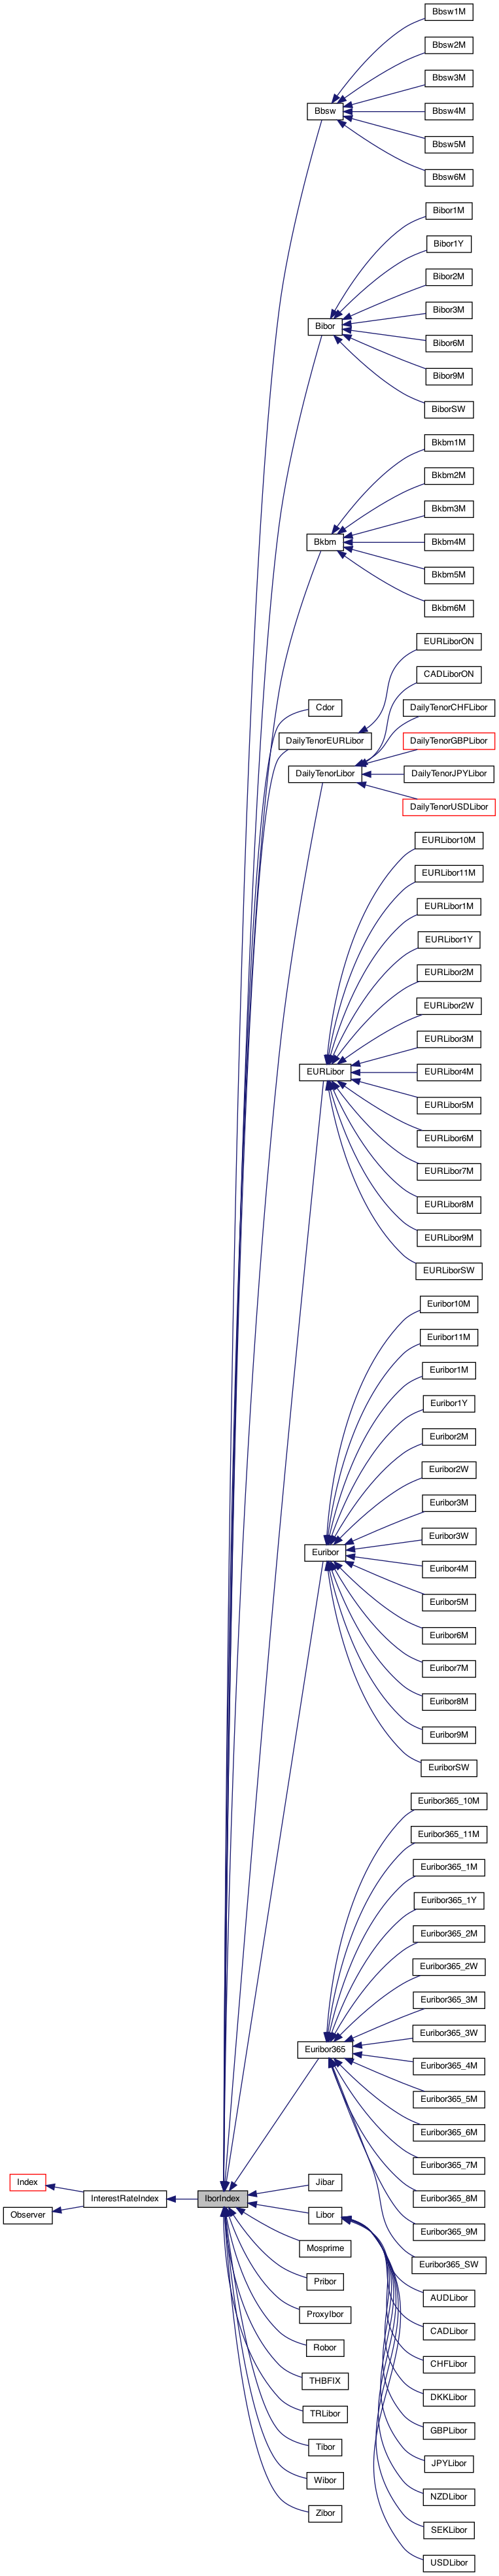 Bbsw1M
Bbsw2M
Bbsw3M
Bbsw
Bbsw4M
Bbsw5M
Bbsw6M
Bibor1M
Bibor1Y
Bibor2M
Bibor3M
Bibor
Bibor6M
Bibor9M
BiborSW
Bkbm1M
Bkbm2M
Bkbm3M
Bkbm
Bkbm4M
Bkbm5M
Bkbm6M
EURLiborON
CADLiborON
Cdor
DailyTenorCHFLibor
DailyTenorEURLibor
DailyTenorGBPLibor
DailyTenorLibor
DailyTenorJPYLibor
DailyTenorUSDLibor
EURLibor10M
EURLibor11M
EURLibor1M
EURLibor1Y
EURLibor2M
EURLibor2W
EURLibor3M
EURLibor
EURLibor4M
EURLibor5M
EURLibor6M
EURLibor7M
EURLibor8M
EURLibor9M
EURLiborSW
Euribor10M
Euribor11M
Euribor1M
Euribor1Y
Euribor2M
Euribor2W
Euribor3M
Euribor3W
Euribor
Euribor4M
Euribor5M
Euribor6M
Euribor7M
Euribor8M
Euribor9M
EuriborSW
Euribor365_10M
Euribor365_11M
Euribor365_1M
Euribor365_1Y
Euribor365_2M
Euribor365_2W
Euribor365_3M
Euribor365_3W
Euribor365
Euribor365_4M
Euribor365_5M
Euribor365_6M
Euribor365_7M
Index
Jibar
InterestRateIndex
IborIndex
Euribor365_8M
Observer
Libor
Euribor365_9M
Mosprime
Euribor365_SW
Pribor
AUDLibor
ProxyIbor
CADLibor
Robor
CHFLibor
THBFIX
DKKLibor
TRLibor
GBPLibor
Tibor
JPYLibor
Wibor
NZDLibor
Zibor
SEKLibor
USDLibor